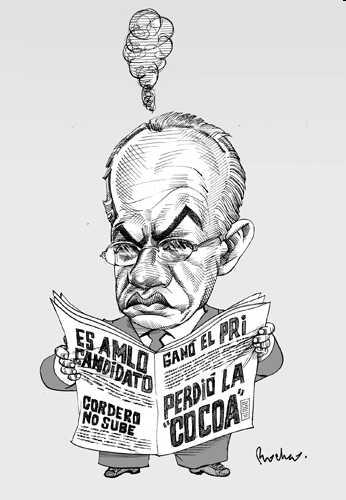 ES AMLO
CANDIDATO
CORDERO
NO SUBE
GANÓ EL PRI
PERDIÓ LA
"COCOA"
Rocha.